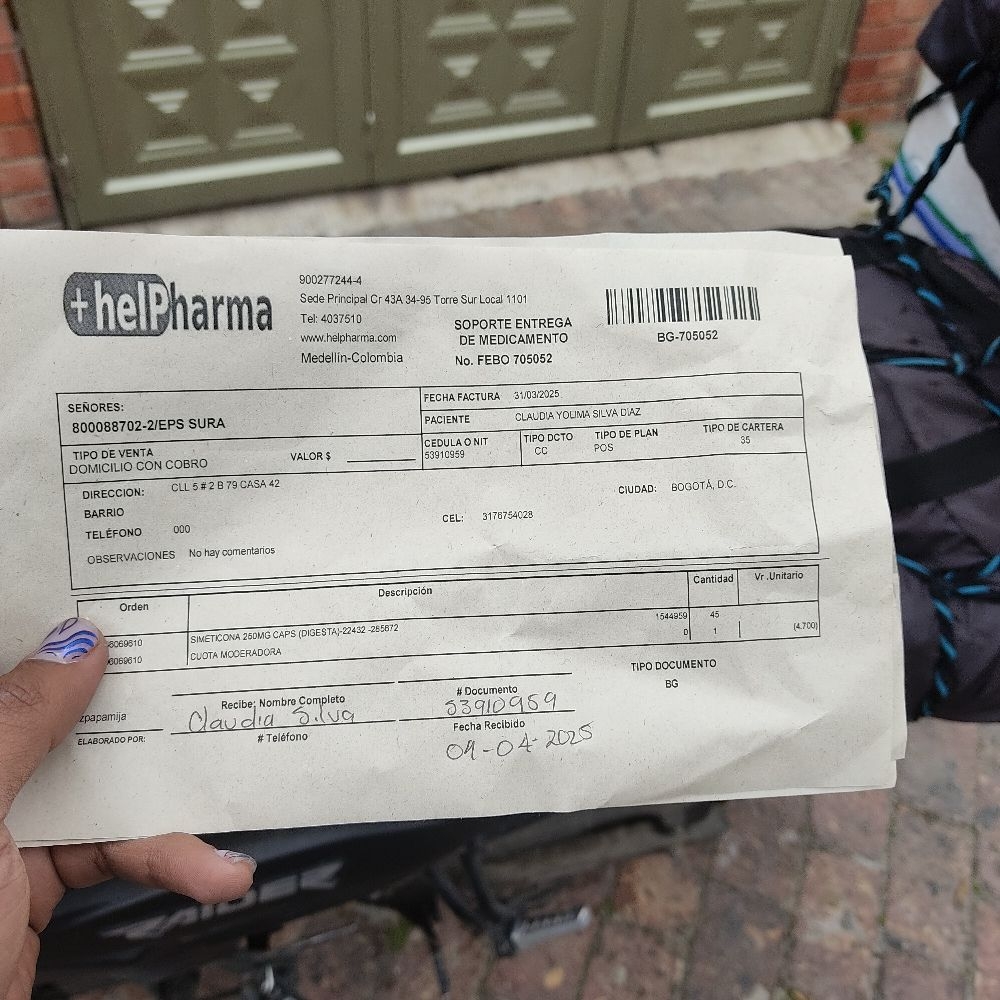 +helPharma
900277244-4
Sede Principal Cr 43A 34-95 Torre Sur Local 1101
Tel: 4037510
www.helpharma.com
Medellín-Colombia
SOPORTE ENTREGA
DE MEDICAMENTO
No. FEBO 705052
BG-705052
SEÑORES:
800088702-2/EPS SURA
FECHA FACTURA 31/03/2025
PACIENTE CLAUDIA YOLIMA SILVA DIAZ
TIPO DE VENTA
DOMICILIO CON COBRO
VALOR $
CEDULA O NIT
53910959
TIPO DCTO
CC
TIPO DE PLAN
POS
TIPO DE CARTERA
35
DIRECCION: CLL 5 # 2 B 79 CASA 42
CIUDAD: BOGOTÁ, D.C.
BARRIO
TELÉFONO 000
CEL: 3176754028
OBSERVACIONES No hay comentarios
Orden Descripción Cantidad Vr .Unitario
8069610 SIMETICONA 250MG CAPS (DIGESTA)-22432 -285672 1544959 45
6069610 CUOTA MODERADORA 0 1 (4.700)
TIPO DOCUMENTO
BG
Recibe: Nombre Completo
# Documento
zpapamija
Claudia Silva
53910959
ELABORADO POR:
# Teléfono
Fecha Recibido
09-04-2025
RAIDER